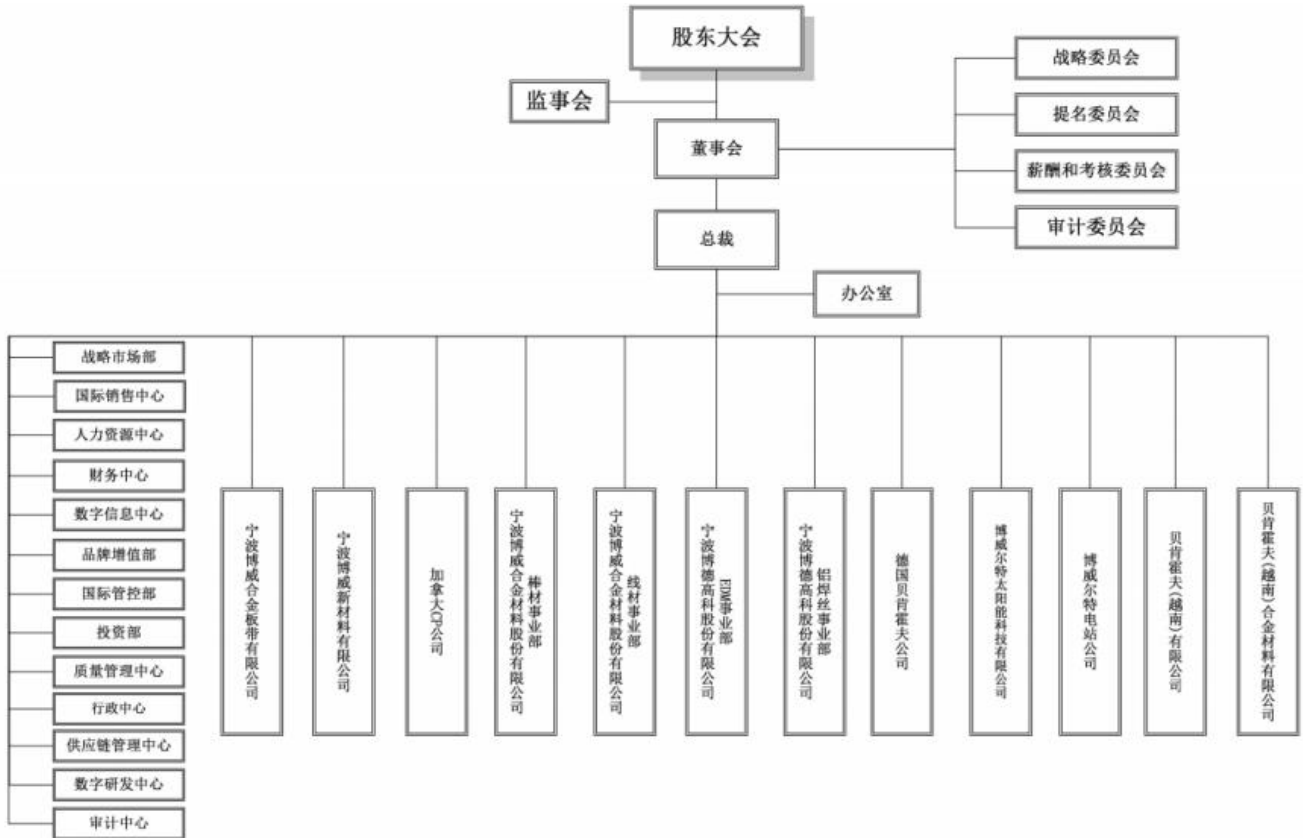 股东大会
监事会
董事会
战略委员会
提名委员会
薪酬和考核委员会
审计委员会
总裁
办公室
战略市场部
国际销售中心
人力资源中心
财务中心
数字信息中心
品牌增值部
国际管控部
投资部
质量管理中心
行政中心
供应链管理中心
数字研发中心
审计中心
宁波博威合金板带有限公司
宁波博威新材料有限公司
加拿大CP公司
宁波博威合金材料股份有限公司
棒材事业部
宁波博威合金材料股份有限公司
线材事业部
宁波博德高科股份有限公司
EDM事业部
宁波博德高科股份有限公司
铝焊丝事业部
德国贝肯霍夫公司
博威尔特太阳能科技有限公司
博威尔特电站公司
贝肯霍夫(越南)有限公司
贝肯霍夫(越南)合金材料有限公司